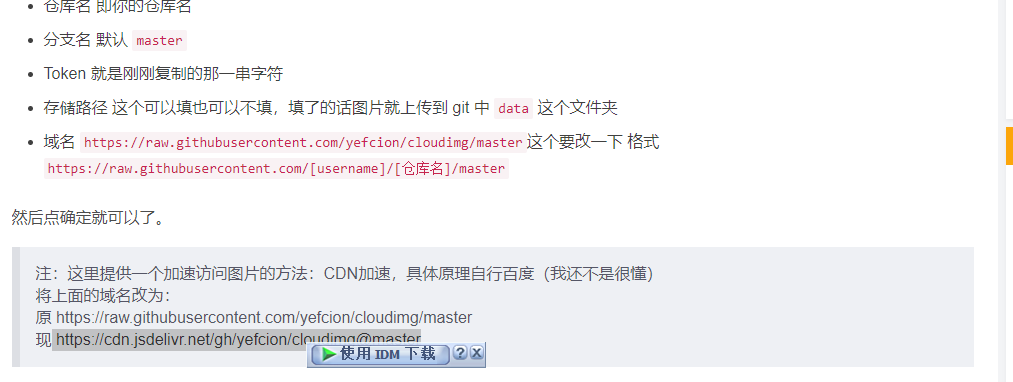 仓库名 即你的仓库名
分支名 默认 master
Token 就是刚刚复制的那一串字符
存储路径 这个可以填也可以不填，填了的话图片就上传到 git 中 data 这个文件夹
域名 https://raw.githubusercontent.com/yefcion/cloudimg/master 这个要改一下 格式
https://raw.githubusercontent.com/[username]/[仓库名]/master
然后点确定就可以了。
注：这里提供一个加速访问图片的方法：CDN加速，具体原理自行百度（我还不是很懂）
将上面的域名改为：
原 https://raw.githubusercontent.com/yefcion/cloudimg/master
现 https://cdn.jsdelivr.net/gh/yefcion/cloudimg@master
使用 IDM 下载